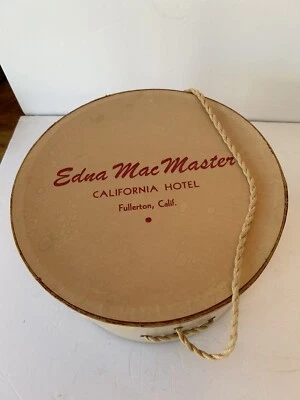 Edna MacMaster
CALIFORNIA HOTEL
Fullerton, Calif.